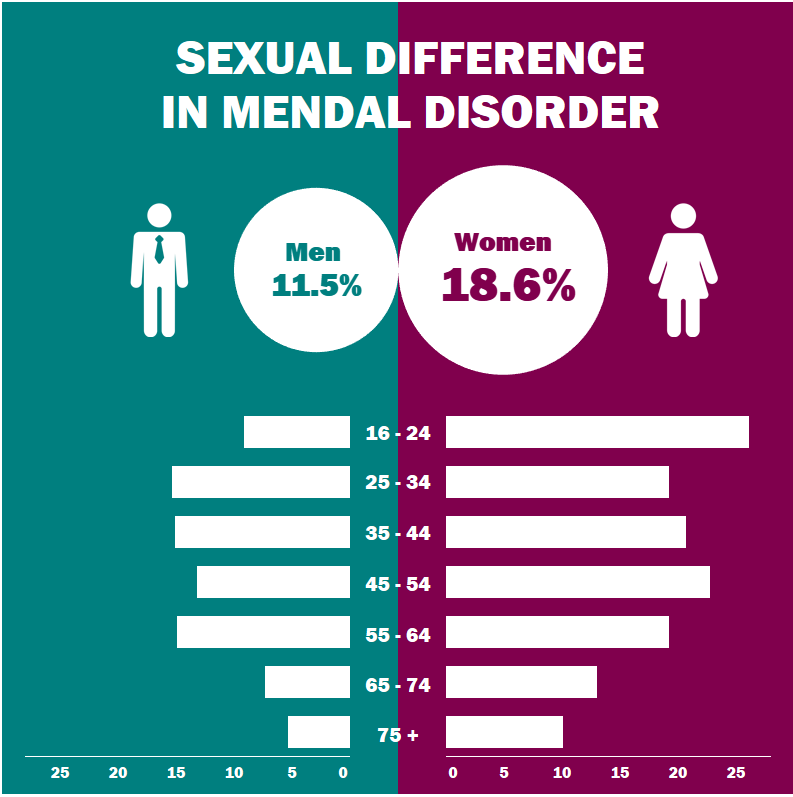 SEXUAL DIFFERENCE
IN MENDAL DISORDER
Men
11.5%
Women
18.6%
16 - 24
25 - 34
35 - 44
45 - 54
55 - 64
65 - 74
75 +
25 20 15 10 5 0
0 5 10 15 20 25